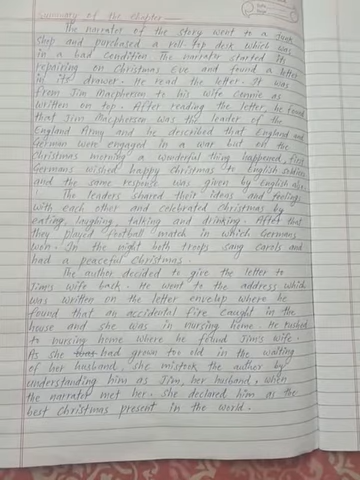 Summary of the Chapter
The narrator of the story went to a Junk
Ship and purchased a roll top desk which was
in a bad condition. The narrator started its
repairing on Christmas Eve and found a letter
in its drawer. He read the letter. It was
from Jim Macpherson to his wife Connie as
written on top. After reading the letter, he found
that Jim Macpherson was the leader of the
England Army and he described that England and
German were engaged in a war but on the
Christmas morning a wonderful thing happened, first
Germans wished happy christmas to English soldiers
and the same response was given by English
The leaders shared their ideas and feelings
with each other and celebrated christmas by
eating, laughing, talking and drinking. After that
they played football match in which Germans
won. In the night both troops sang carols and
had a peaceful Christmas.
The author decided to give the letter to
Jim's wife back. He went to the address which
was written on the letter envelup where he
found that an accidental fire caught in the
house and she was in nursing home. He rushed
to nursing home where he found Jim's wife.
As she had grown too old in the waiting
of her husband, she mistook the author by
understanding him as Jim, her husband, when
the narrator met her. She declared him as the
best Christmas present in the world.